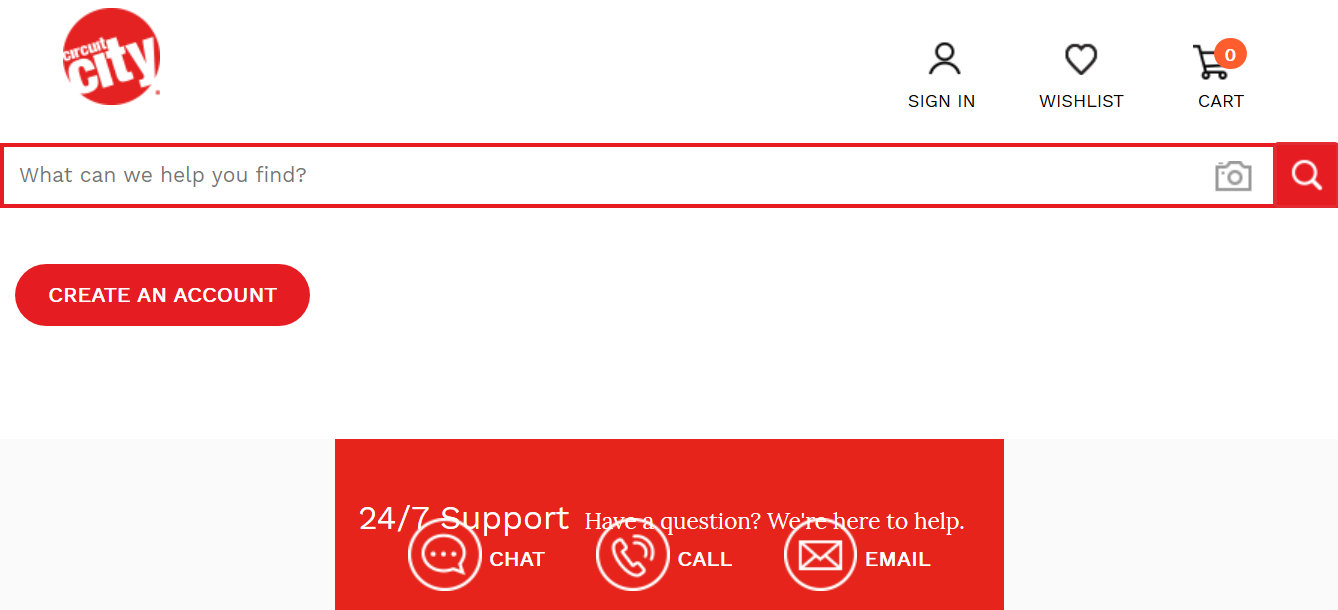 circuit
city
0
SIGN IN
WISHLIST
CART
What can we help you find?
CREATE AN ACCOUNT
24/7 Support Have a question? We're here to help.
CHAT
CALL
EMAIL